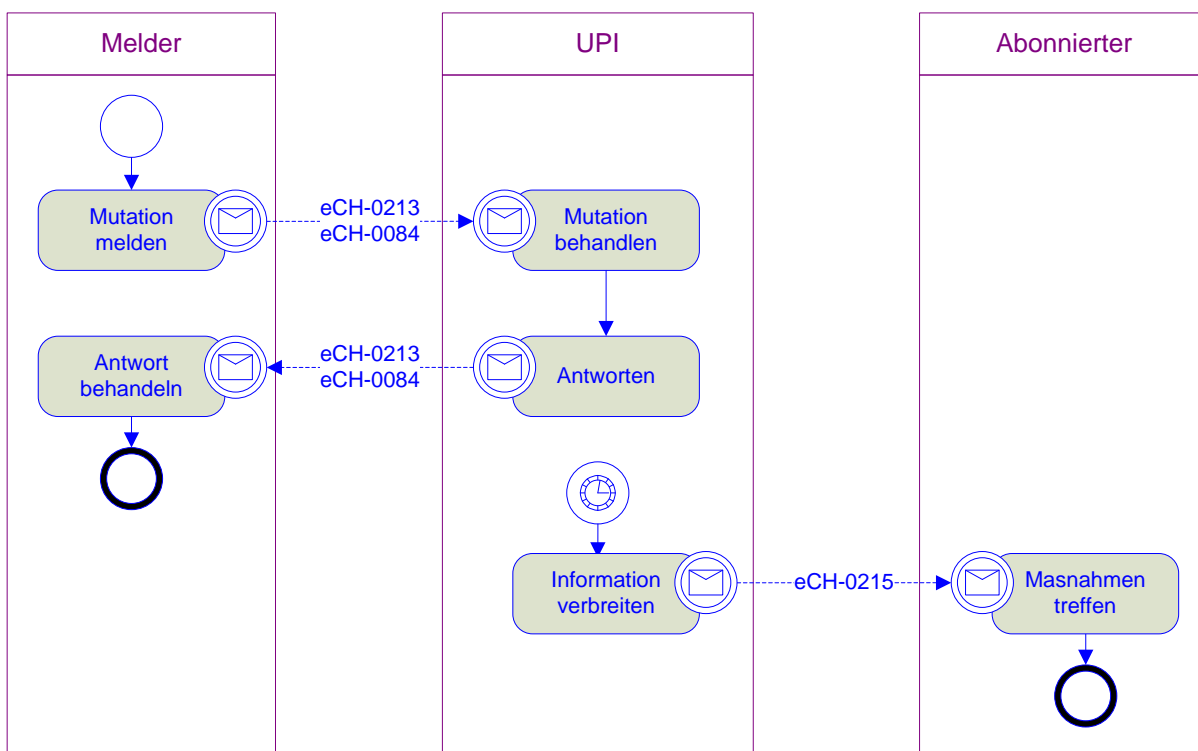 Melder
UPI
Abonnierter
Mutation
melden
eCH-0213
eCH-0084
Mutation
behandlen
Antwort
behandeln
eCH-0213
eCH-0084
Antworten
Information
verbreiten
eCH-0215
Masnahmen
treffen